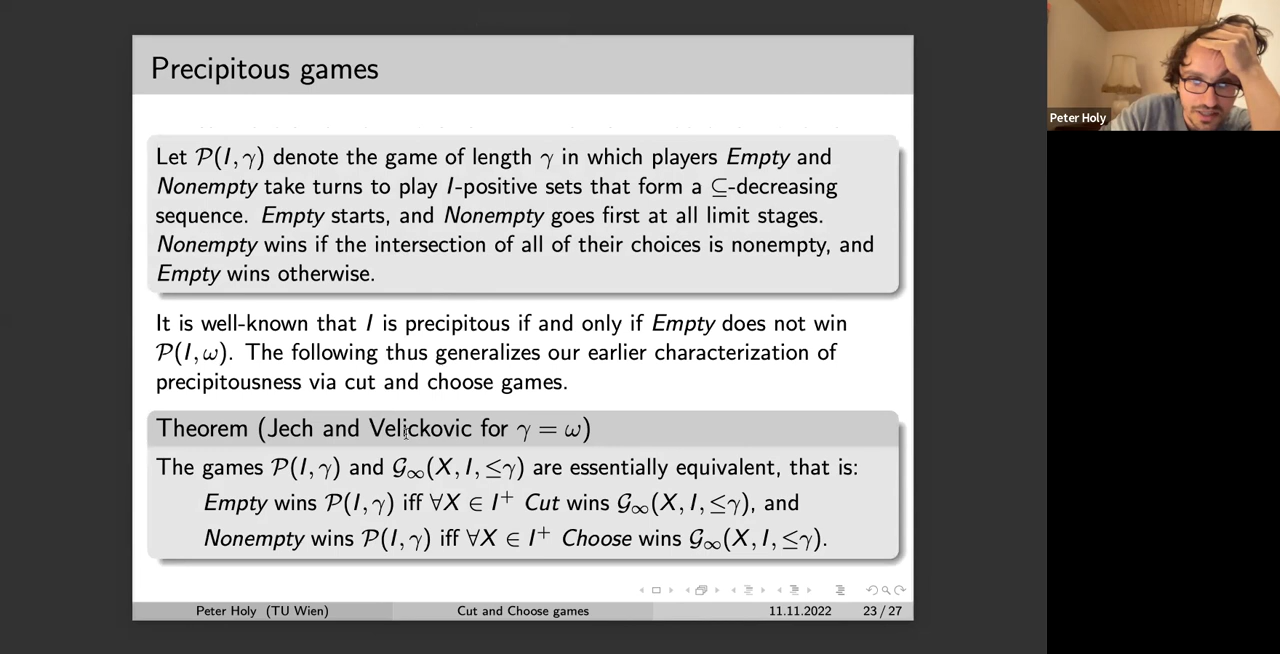 Precipitous games
Let 𝒫(I, γ) denote the game of length γ in which players Empty and
Nonempty take turns to play I-positive sets that form a ⊆-decreasing
sequence. Empty starts, and Nonempty goes first at all limit stages.
Nonempty wins if the intersection of all of their choices is nonempty, and
Empty wins otherwise.
It is well-known that I is precipitous if and only if Empty does not win
𝒫(I, ω). The following thus generalizes our earlier characterization of
precipitousness via cut and choose games.
Theorem (Jech and Velickovic for γ = ω)
The games 𝒫(I, γ) and 𝒢∞(X, I, ≤γ) are essentially equivalent, that is:
Empty wins 𝒫(I, γ) iff ∀X ∈ I⁺ Cut wins 𝒢∞(X, I, ≤γ), and
Nonempty wins 𝒫(I, γ) iff ∀X ∈ I⁺ Choose wins 𝒢∞(X, I, ≤γ).
Peter Holy (TU Wien) Cut and Choose games 11.11.2022 23 / 27
Peter Holy